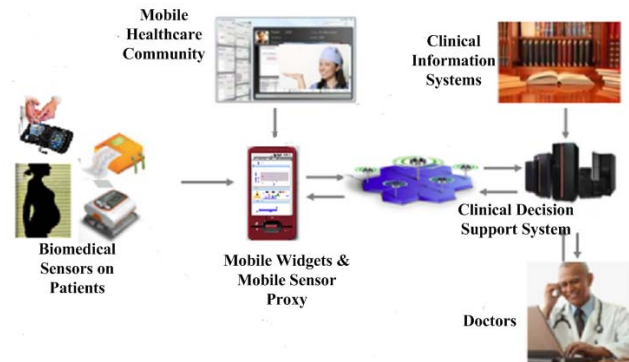 Mobile
Healthcare
Community
Clinical
Information
Systems
Biomedical
Sensors on
Patients
Mobile Widgets &
Mobile Sensor
Proxy
Clinical Decision
Support System
Doctors